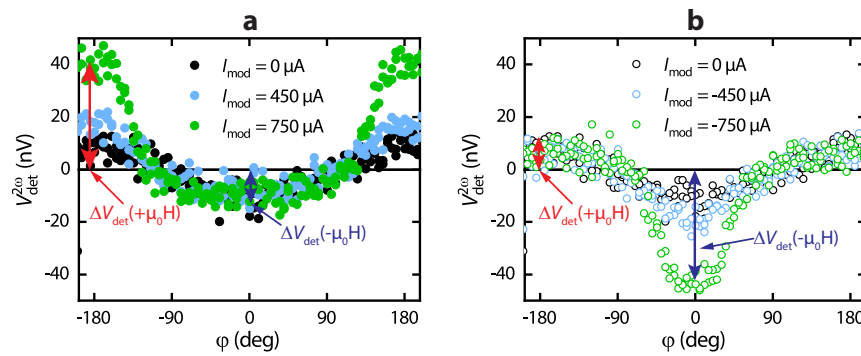 a
V_det^2ω (nV)
40
20
0
-20
-40
I_mod = 0 µA
I_mod = 450 µA
I_mod = 750 µA
ΔV_det(+µ₀H)
ΔV_det(-µ₀H)
-180
-90
0
90
180
φ (deg)
b
V_det^2ω (nV)
40
20
0
-20
-40
I_mod = 0 µA
I_mod = -450 µA
I_mod = -750 µA
ΔV_det(+µ₀H)
ΔV_det(-µ₀H)
-180
-90
0
90
180
φ (deg)